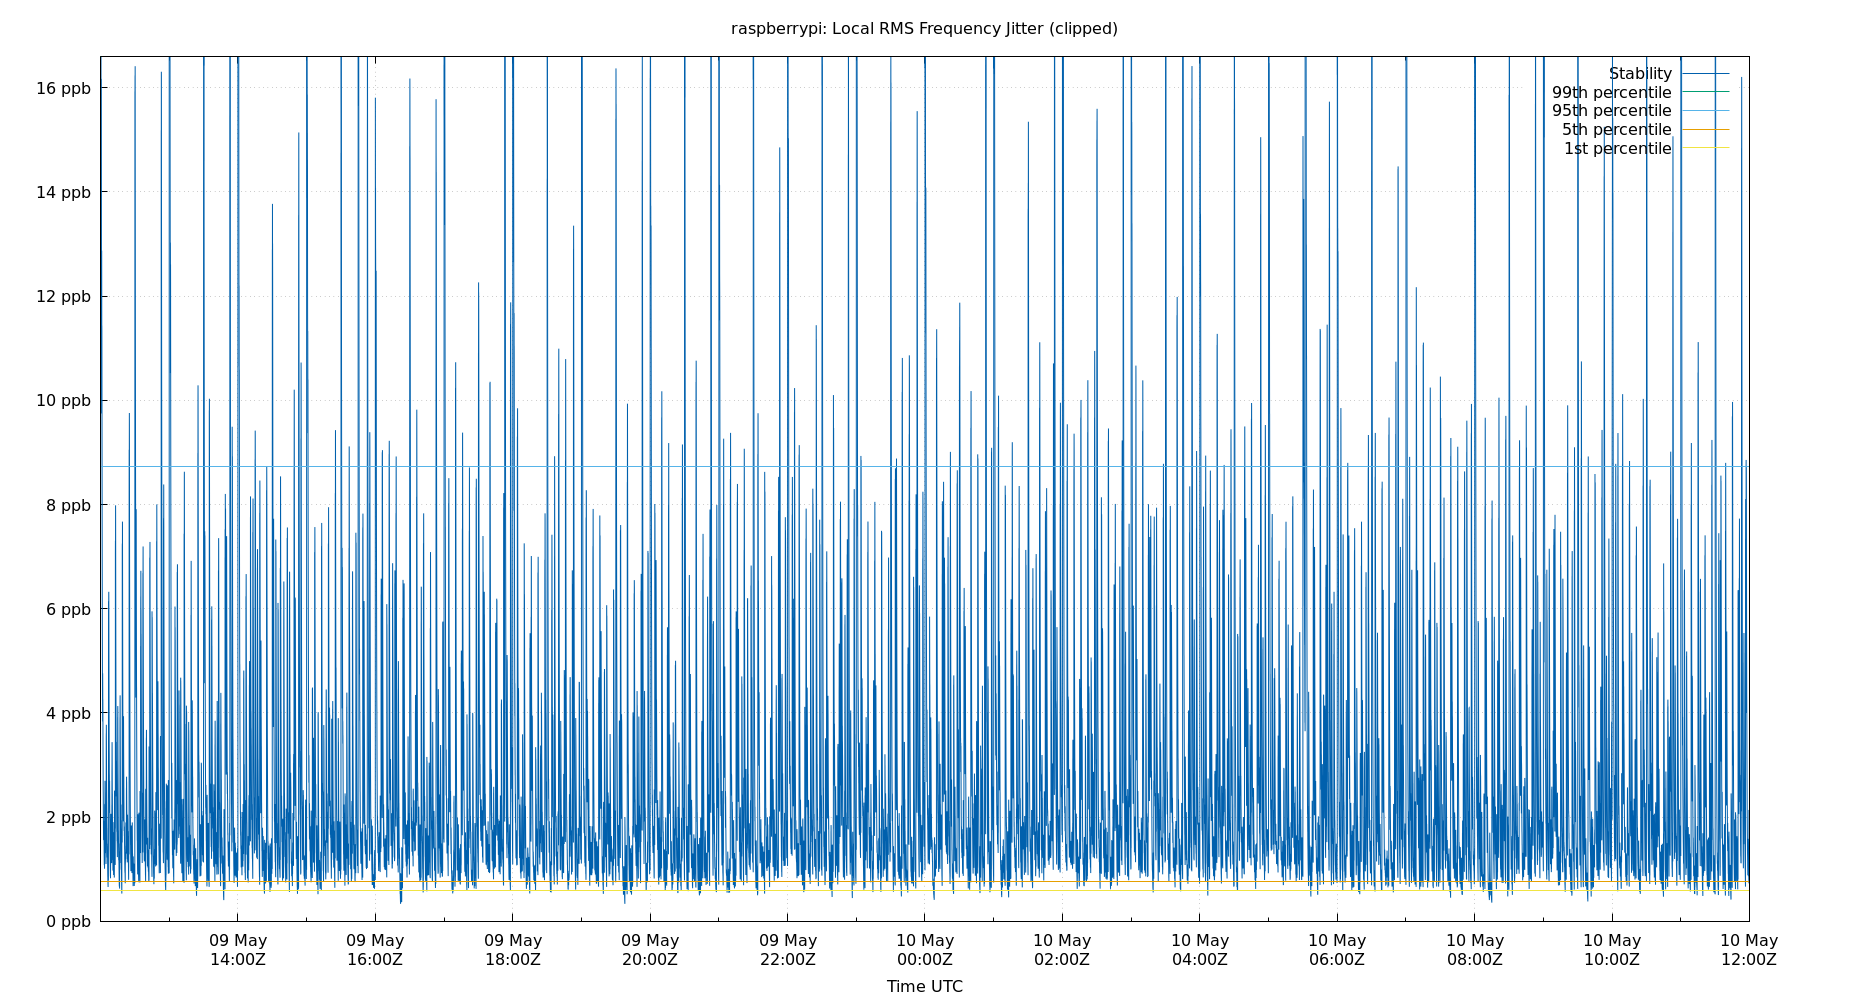 raspberrypi: Local RMS Frequency Jitter (clipped)
16 ppb
14 ppb
12 ppb
10 ppb
8 ppb
6 ppb
4 ppb
2 ppb
0 ppb
Stability
99th percentile
95th percentile
5th percentile
1st percentile
09 May 14:00Z
09 May 16:00Z
09 May 18:00Z
09 May 20:00Z
09 May 22:00Z
10 May 00:00Z
10 May 02:00Z
10 May 04:00Z
10 May 06:00Z
10 May 08:00Z
10 May 10:00Z
10 May 12:00Z
Time UTC